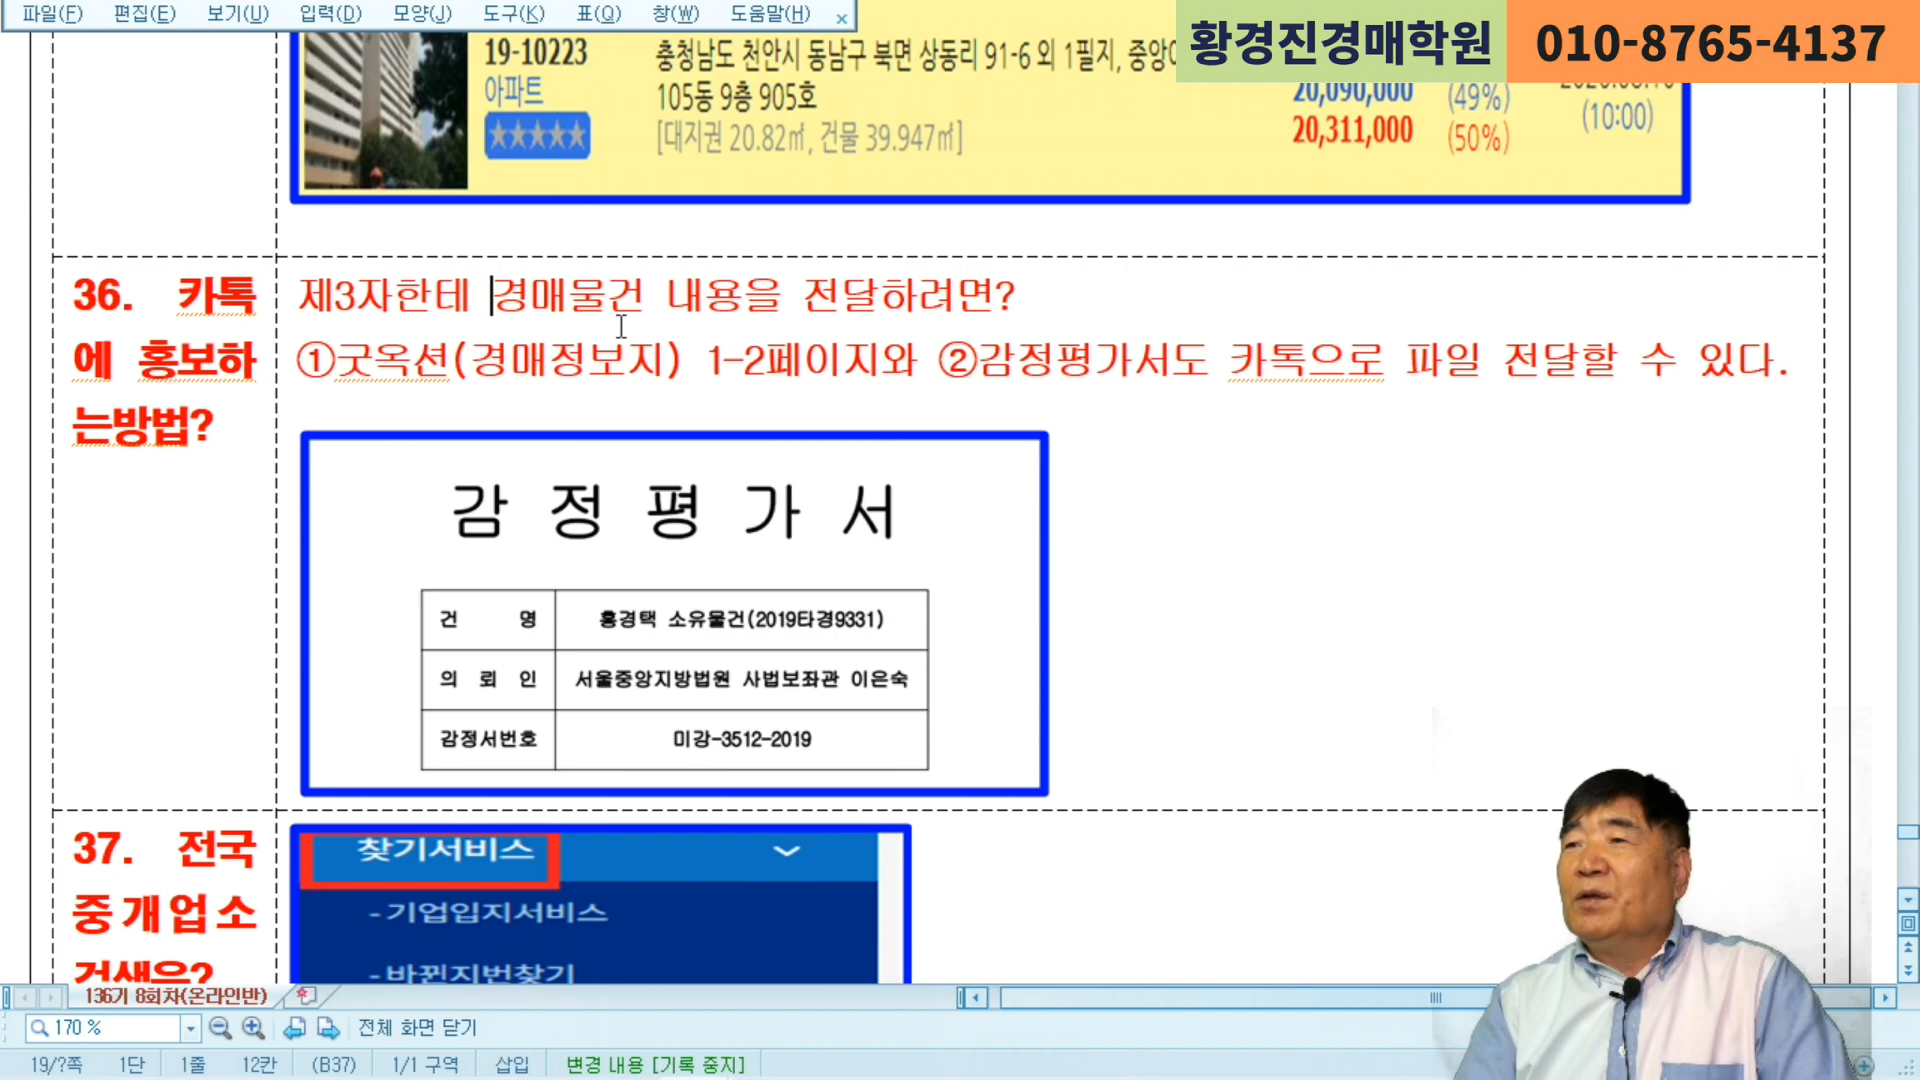 파일(F) 편집(E) 보기(U) 입력(D) 모양(J) 도구(K) 표(Q) 창(W) 도움말(H) x
황경진경매학원 010-8765-4137
19-10223
아파트
★★★★★
충청남도 천안시 동남구 북면 상동리 91-6 외 1필지, 중앙
105동 9층 905호
[대지권 20.82㎡, 건물 39.947㎡]
20,090,000 (49%)
20,311,000 (50%)
(10:00)
36. 카톡
에 홍보하
는방법?
제3자한테 경매물건 내용을 전달하려면?
①굿옥션(경매정보지) 1-2페이지와 ②감정평가서도 카톡으로 파일 전달할 수 있다.
감 정 평 가 서
건 명 홍경택 소유물건(2019타경9331)
의 뢰 인 서울중앙지방법원 사법보좌관 이은숙
감정서번호 미강-3512-2019
37. 전국
중개업소
검색은?
찾기서비스
-기업입지서비스
-바뀐지번찾기
136기 8회차(온라인반)
170 % 전체 화면 닫기
19/?쪽 1단 1줄 12칸 (B37) 1/1 구역 삽입 변경 내용 [기록 중지]